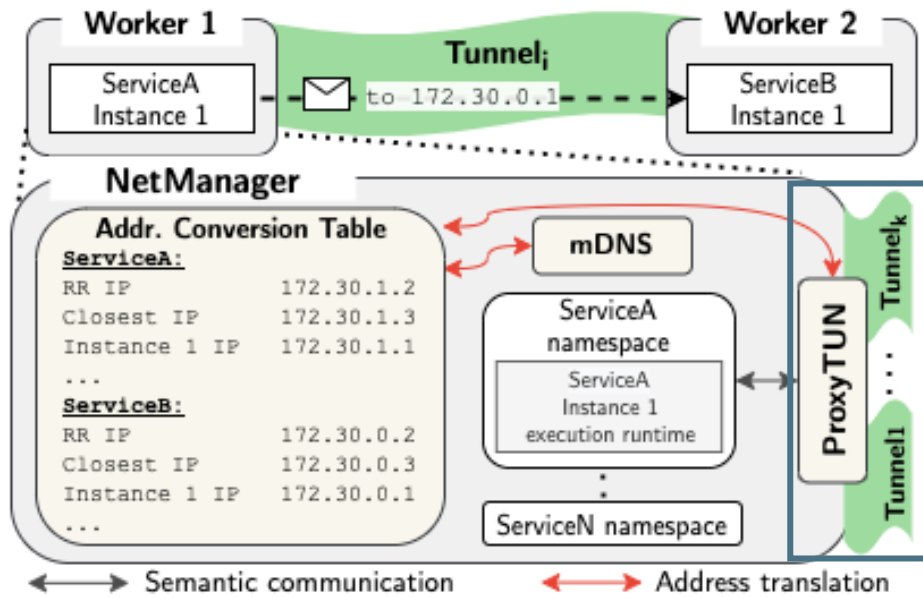 Worker 1
Worker 2
Tunnel_i
ServiceA
Instance 1
to 172.30.0.1
ServiceB
Instance 1
NetManager
Addr. Conversion Table
ServiceA:
RR IP 172.30.1.2
Closest IP 172.30.1.3
Instance 1 IP 172.30.1.1
...
ServiceB:
RR IP 172.30.0.2
Closest IP 172.30.0.3
Instance 1 IP 172.30.0.1
...
mDNS
ServiceA
namespace
ServiceA
Instance 1
execution runtime
ServiceN namespace
ProxyTUN
Tunnel_k
Tunnel1
Semantic communication
Address translation